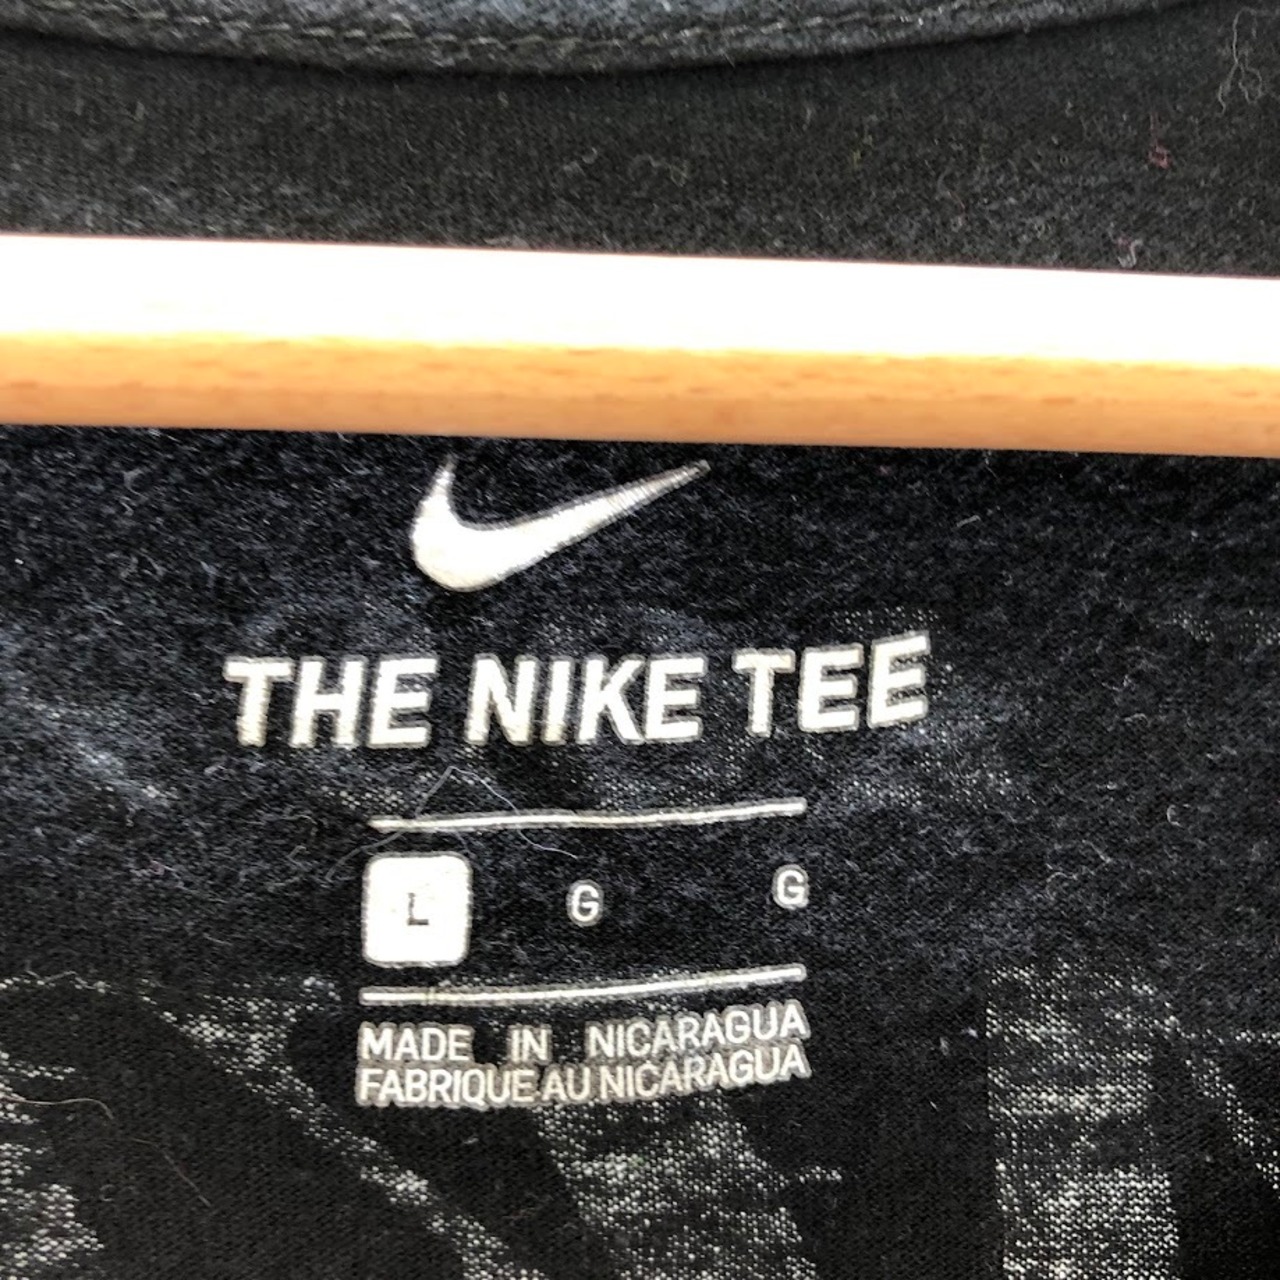 THE NIKE TEE
L G G
MADE IN NICARAGUA
FABRIQUE AU NICARAGUA